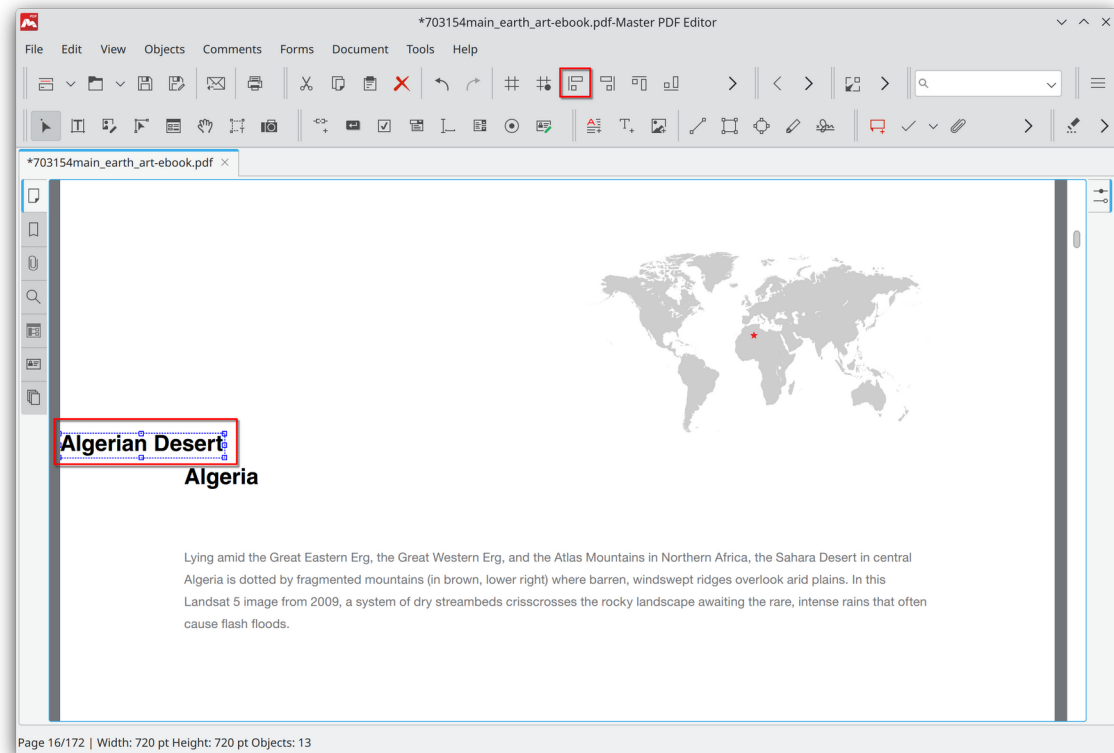 *703154main_earth_art-ebook.pdf-Master PDF Editor
File Edit View Objects Comments Forms Document Tools Help
*703154main_earth_art-ebook.pdf
Algerian Desert
Algeria
Lying amid the Great Eastern Erg, the Great Western Erg, and the Atlas Mountains in Northern Africa, the Sahara Desert in central
Algeria is dotted by fragmented mountains (in brown, lower right) where barren, windswept ridges overlook arid plains. In this
Landsat 5 image from 2009, a system of dry streambeds crisscrosses the rocky landscape awaiting the rare, intense rains that often
cause flash floods.
Page 16/172 | Width: 720 pt Height: 720 pt Objects: 13